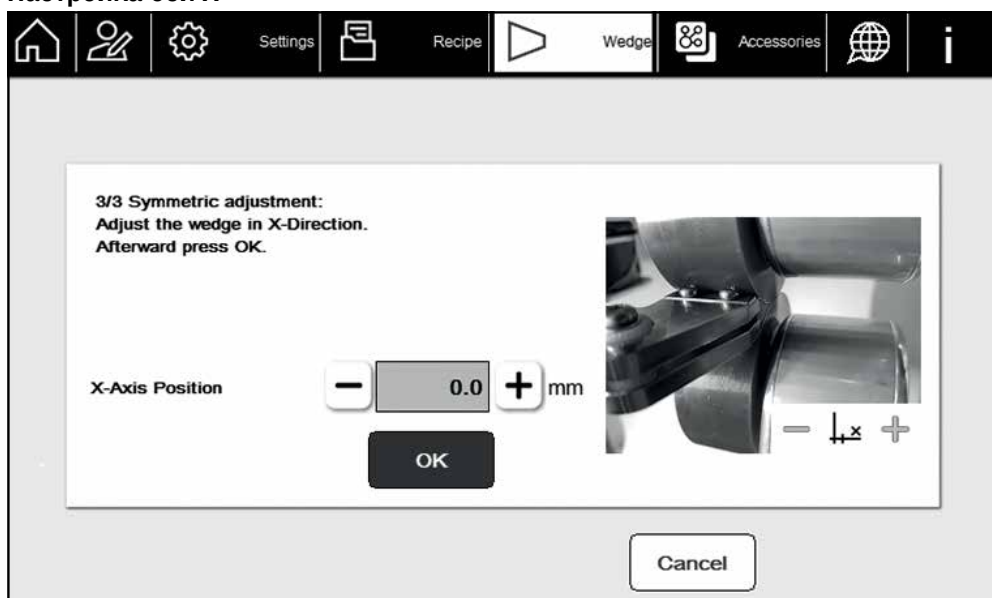 Settings
Recipe
Wedge
Accessories
i
3/3 Symmetric adjustment:
Adjust the wedge in X-Direction.
Afterward press OK.
X-Axis Position
0.0
mm
x
OK
Cancel